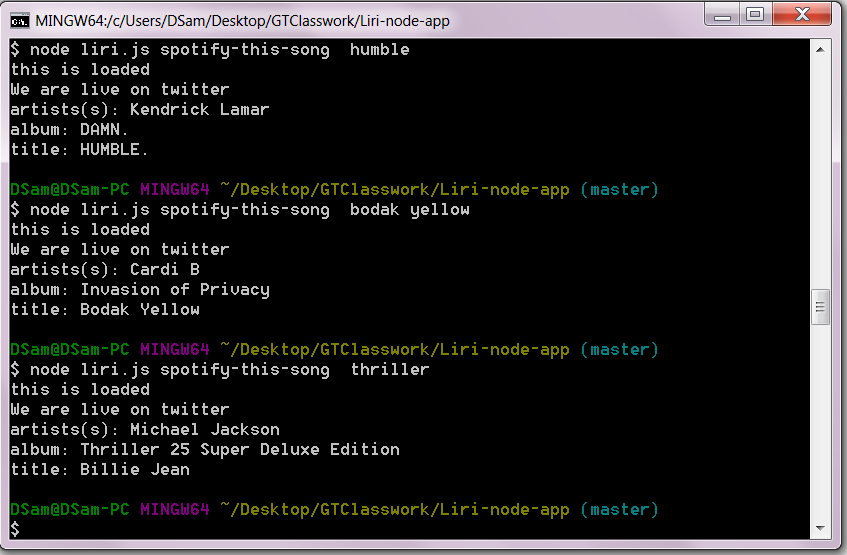 MINGW64:/c/Users/DSam/Desktop/GTClasswork/Liri-node-app
$ node liri.js spotify-this-song  humble
this is loaded
We are live on twitter
artists(s): Kendrick Lamar
album: DAMN.
title: HUMBLE.
DSam@DSam-PC MINGW64 ~/Desktop/GTClasswork/Liri-node-app (master)
$ node liri.js spotify-this-song  bodak yellow
this is loaded
We are live on twitter
artists(s): Cardi B
album: Invasion of Privacy
title: Bodak Yellow
DSam@DSam-PC MINGW64 ~/Desktop/GTClasswork/Liri-node-app (master)
$ node liri.js spotify-this-song  thriller
this is loaded
We are live on twitter
artists(s): Michael Jackson
album: Thriller 25 Super Deluxe Edition
title: Billie Jean
DSam@DSam-PC MINGW64 ~/Desktop/GTClasswork/Liri-node-app (master)
$